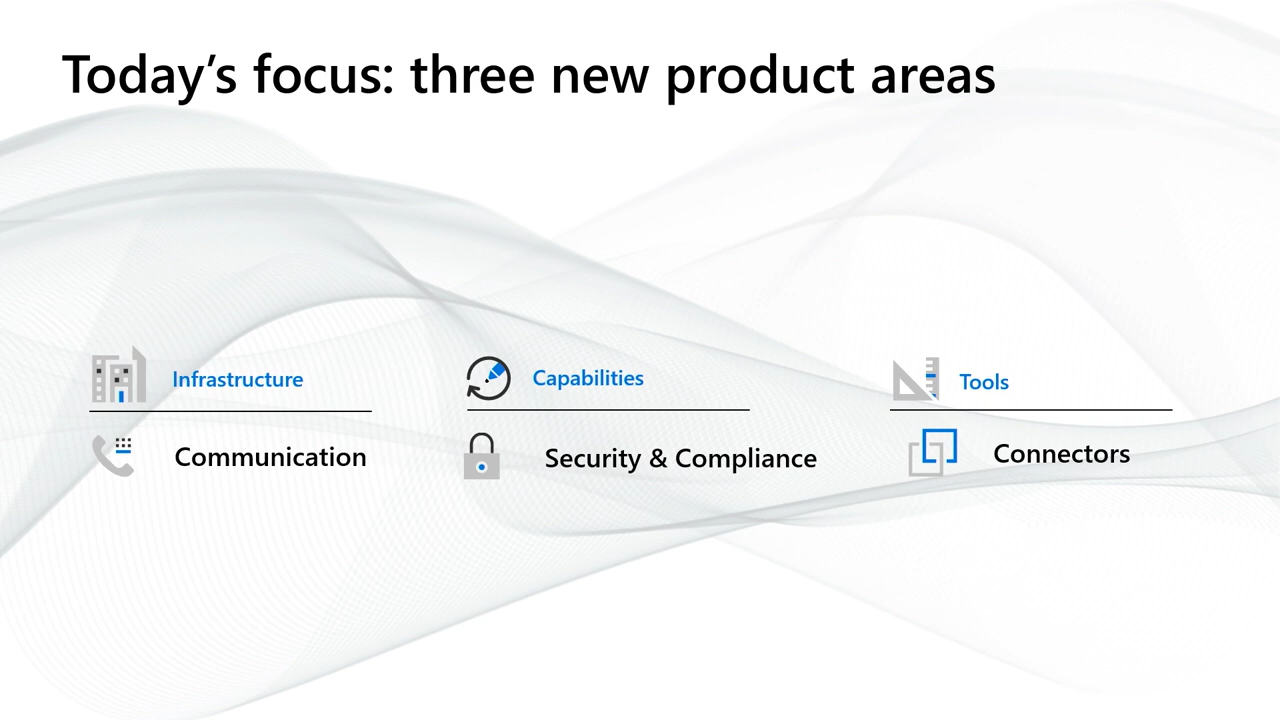 Today’s focus: three new product areas
Infrastructure
Communication
Capabilities
Security & Compliance
Tools
Connectors